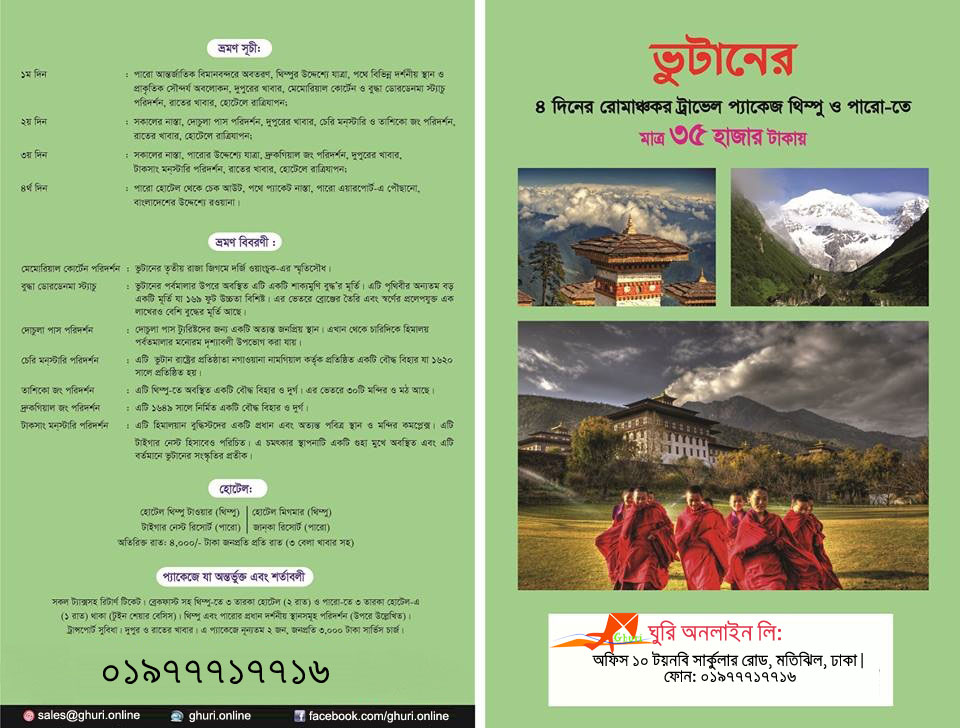 ভ্রমণ সূচী:
১ম দিন : পারো আন্তর্জাতিক বিমানবন্দরে অবতরণ, থিম্পুর উদ্দেশ্যে যাত্রা, পথে বিভিন্ন দর্শনীয় স্থান ও
প্রাকৃতিক সৌন্দর্য অবলোকন, দুপুরের খাবার, মেমোরিয়াল কোর্টেন ও বুদ্ধা ডোরডেনমা স্ট্যাচু
পরিদর্শন, রাতের খাবার, হোটেলে রাত্রিযাপন;
২য় দিন : সকালের নাস্তা, দোচুলা পাস পরিদর্শন, দুপুরের খাবার, চেরি মন্‌স্টারি ও তাশিকো জং পরিদর্শন,
রাতের খাবার, হোটেলে রাত্রিযাপন;
৩য় দিন : সকালের নাস্তা, পারোর উদ্দেশ্যে যাত্রা, দ্রুকগিয়াল জং পরিদর্শন, দুপুরের খাবার,
টাকসাং মন্‌স্টারি পরিদর্শন, রাতের খাবার, হোটেলে রাত্রিযাপন;
৪র্থ দিন : পারো হোটেল থেকে চেক আউট, পথে প্যাকেট নাস্তা, পারো এয়ারপোর্ট-এ পৌছানো,
বাংলাদেশের উদ্দেশ্যে রওয়ানা।
ভ্রমণ বিবরণী :
মেমোরিয়াল কোর্টেন পরিদর্শন : ভুটানের তৃতীয় রাজা জিগমে দর্জি ওয়াংচুক-এর স্মৃতিসৌধ।
বুদ্ধা ডোরডেনমা স্ট্যাচু : ভুটানের পর্বমালার উপরে অবস্থিত এটি একটি শাক্যমুণি বুদ্ধ'র মূর্তি। এটি পৃথিবীর অন্যতম বড়
একটি মূর্তি যা ১৬৯ ফুট উচ্চতা বিশিষ্ট। এর ভেতরে ব্রোঞ্জের তৈরি এবং স্বর্ণের প্রলেপযুক্ত এক
লাখেরও বেশি বুদ্ধের মূর্তি আছে।
দোচুলা পাস পরিদর্শন : দোচুলা পাস ট্যুরিষ্টদের জন্য একটি অত্যন্ত জনপ্রিয় স্থান। এখান থেকে চারিদিকে হিমালয়
পর্বতমালার মনোরম দৃশ্যাবলী উপভোগ করা যায়।
চেরি মন্‌স্টারি পরিদর্শন : এটি ভুটান রাষ্ট্রের প্রতিষ্ঠাতা নগাওয়ানা নামগিয়াল কর্তৃক প্রতিষ্ঠিত একটি বৌদ্ধ বিহার যা ১৬২০
সালে প্রতিষ্ঠিত হয়।
তাশিকো জং পরিদর্শন : এটি থিম্পু-তে অবস্থিত একটি বৌদ্ধ বিহার ও দুর্গ। এর ভেতরে ৩০টি মন্দির ও মঠ আছে।
দ্রুকগিয়াল জং পরিদর্শন : এটি ১৬৪৯ সালে নির্মিত একটি বৌদ্ধ বিহার ও দুর্গ।
টাকসাং মন্‌স্টারি পরিদর্শন : এটি হিমালয়ান বুদ্ধিস্টদের একটি প্রধান এবং অত্যন্ত পবিত্র স্থান ও মন্দির কমপ্লেক্স। এটি
টাইগার নেস্ট হিসাবেও পরিচিত। এ চমৎকার স্থাপনাটি একটি গুহা মুখে অবস্থিত এবং এটি
বর্তমানে ভুটানের সংস্কৃতির প্রতীক।
হোটেল:
হোটেল থিম্পু টাওয়ার (থিম্পু) | হোটেল মিগমার (থিম্পু)
টাইগার নেস্ট রিসোর্ট (পারো) | জান্‌কা রিসোর্ট (পারো)
অতিরিক্ত রাত: ৪,০০০/- টাকা জনপ্রতি প্রতি রাত (৩ বেলা খাবার সহ)
প্যাকেজে যা অন্তর্ভুক্ত এবং শর্তাবলী
সকল ট্যাক্সসহ রিটার্ণ টিকেট। ব্রেকফাস্ট সহ থিম্পু-তে ৩ তারকা হোটেল (২ রাত) ও পারো-তে ৩ তারকা হোটেল-এ
(১ রাত) থাকা (টুইন শেয়ার বেসিস)। থিম্পু এবং পারোর প্রধান দর্শনীয় স্থানসমূহ পরিদর্শন (উপরে উল্লেখিত)।
ট্রান্সপোর্ট সুবিধা। দুপুর ও রাতের খাবার। এ প্যাকেজে নূন্যতম ২ জন, জনপ্রতি ৩,০০০ টাকা সার্ভিস চার্জ।
০১৯৭৭৭১৭৭১৬
sales@ghuri.online ghuri.online facebook.com/ghuri.online
ভুটানের
৪ দিনের রোমাঞ্চকর ট্রাভেল প্যাকেজ থিম্পু ও পারো-তে
মাত্র ৩৫ হাজার টাকায়
Ghuri ঘুরি অনলাইন লি:
অফিস ১০ টয়নবি সার্কুলার রোড, মতিঝিল, ঢাকা|
ফোন: ০১৯৭৭৭১৭৭১৬